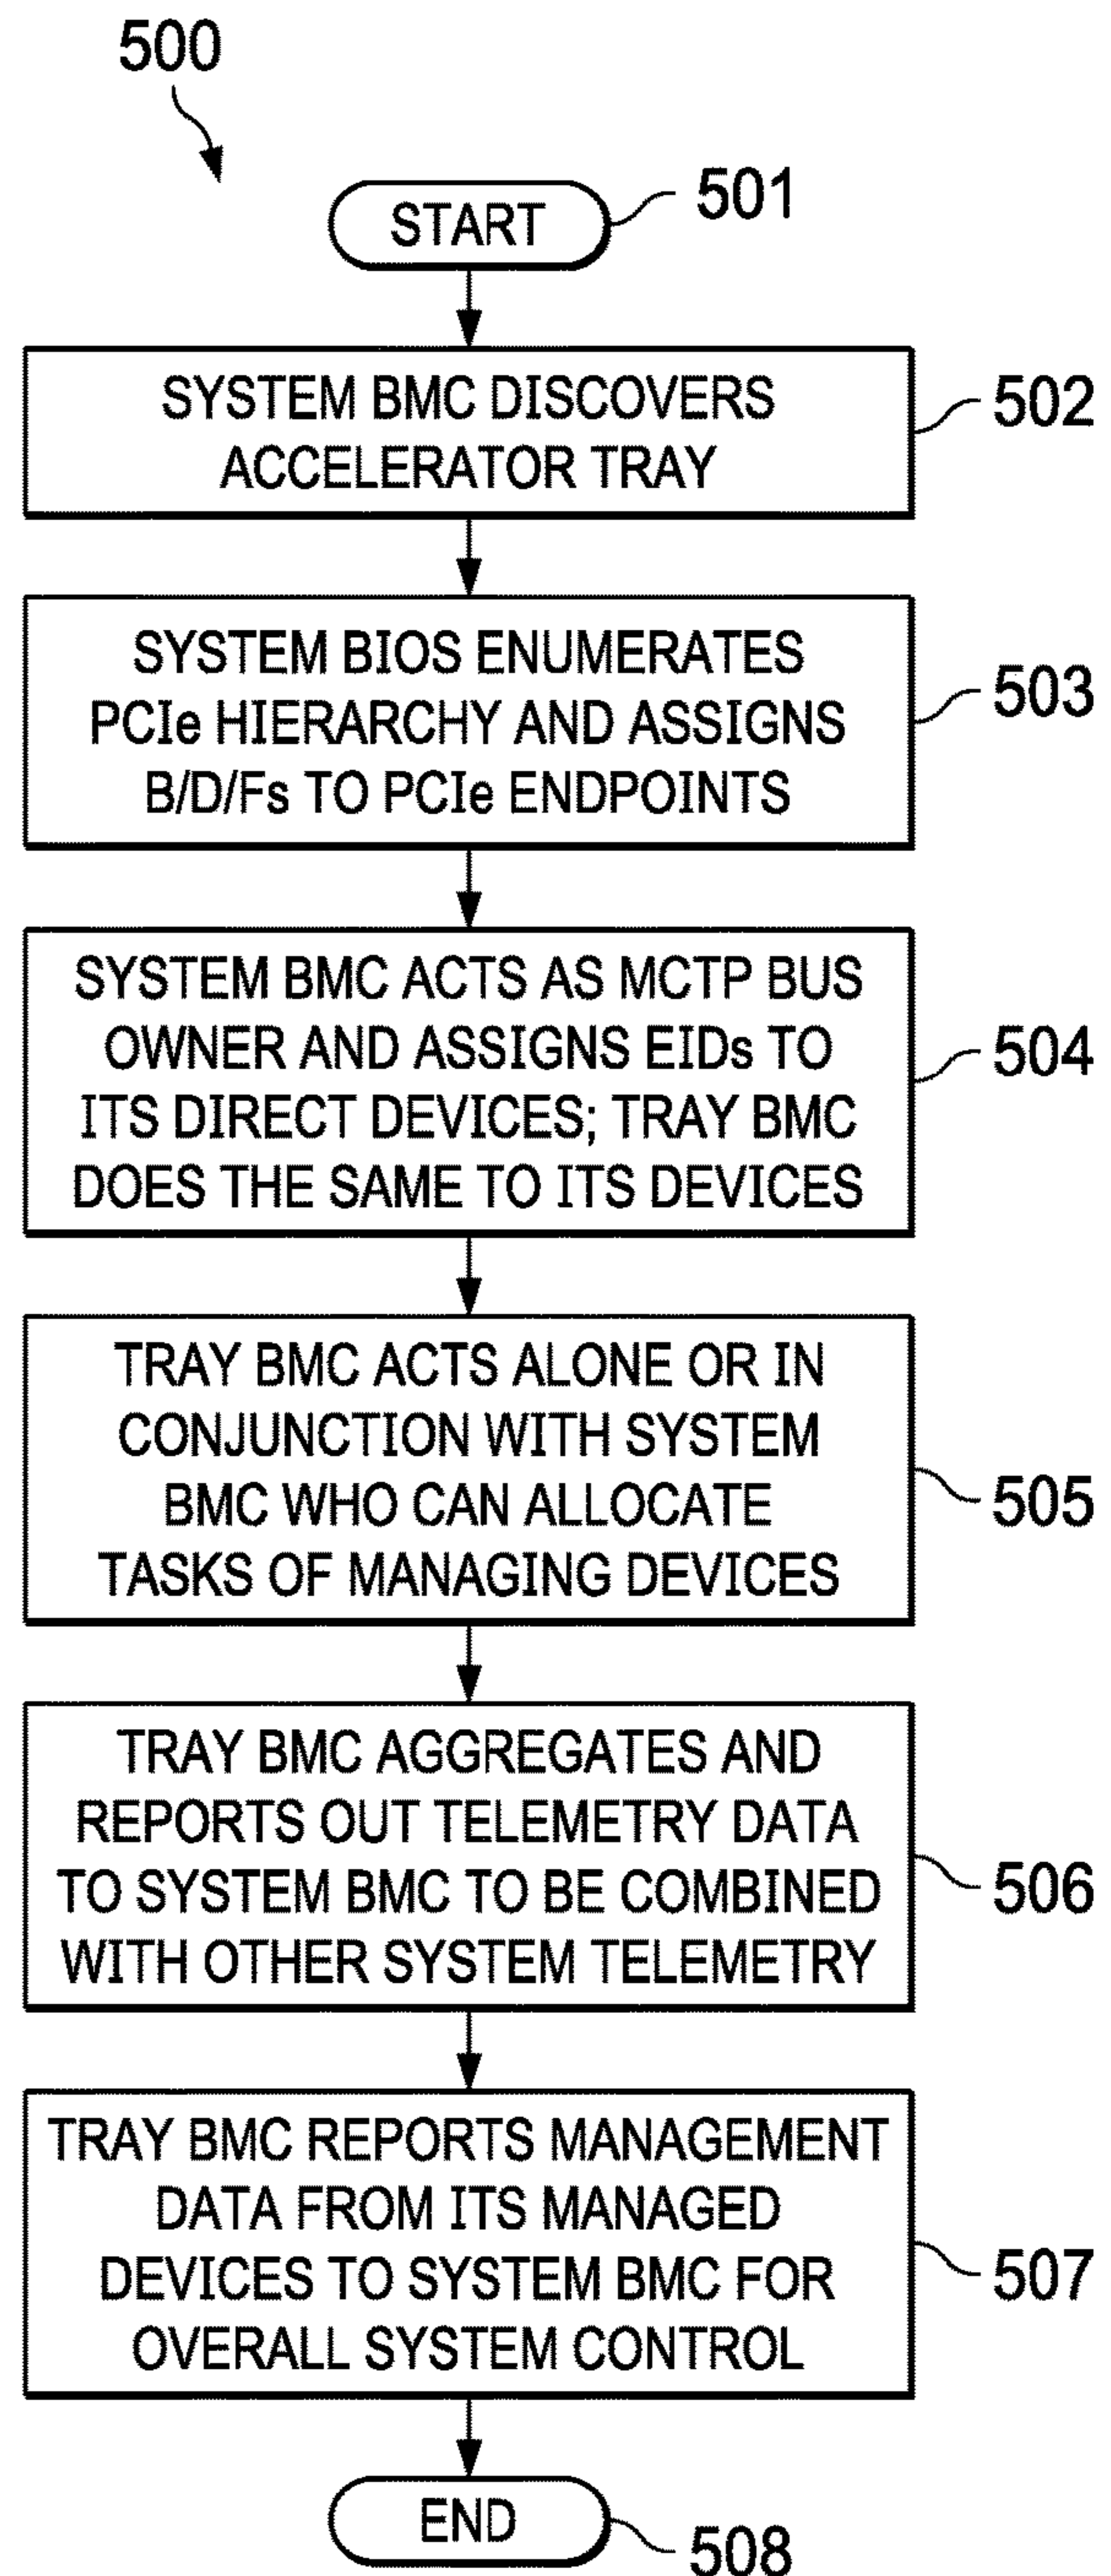 500
START
501
SYSTEM BMC DISCOVERS
ACCELERATOR TRAY
502
SYSTEM BIOS ENUMERATES
PCIe HIERARCHY AND ASSIGNS
B/D/Fs TO PCIe ENDPOINTS
503
SYSTEM BMC ACTS AS MCTP BUS
OWNER AND ASSIGNS EIDs TO
ITS DIRECT DEVICES; TRAY BMC
DOES THE SAME TO ITS DEVICES
504
TRAY BMC ACTS ALONE OR IN
CONJUNCTION WITH SYSTEM
BMC WHO CAN ALLOCATE
TASKS OF MANAGING DEVICES
505
TRAY BMC AGGREGATES AND
REPORTS OUT TELEMETRY DATA
TO SYSTEM BMC TO BE COMBINED
WITH OTHER SYSTEM TELEMETRY
506
TRAY BMC REPORTS MANAGEMENT
DATA FROM ITS MANAGED
DEVICES TO SYSTEM BMC FOR
OVERALL SYSTEM CONTROL
507
END
508